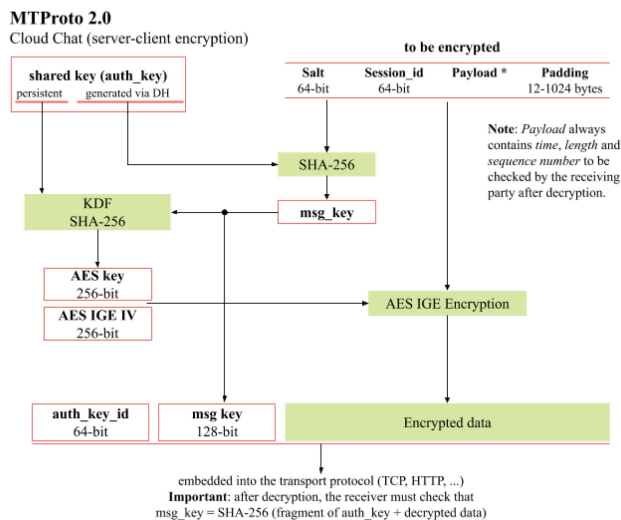 MTProto 2.0
Cloud Chat (server-client encryption)
to be encrypted
shared key (auth_key)
persistent generated via DH
Salt Session_id Payload * Padding
64-bit 64-bit 12-1024 bytes
Note: Payload always
contains time, length and
sequence number to be
checked by the receiving
party after decryption.
SHA-256
KDF
SHA-256
msg_key
AES key
256-bit
AES IGE IV
256-bit
AES IGE Encryption
auth_key_id
64-bit
msg key
128-bit
Encrypted data
embedded into the transport protocol (TCP, HTTP, ...)
Important: after decryption, the receiver must check that
msg_key = SHA-256 (fragment of auth_key + decrypted data)